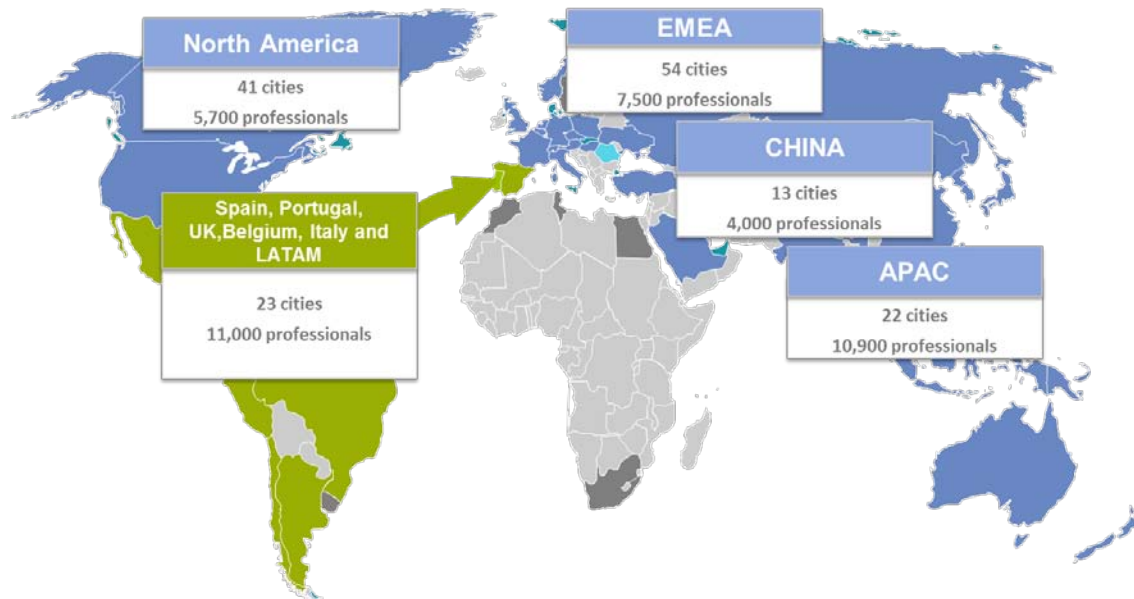 North America
41 cities
5,700 professionals
EMEA
54 cities
7,500 professionals
CHINA
13 cities
4,000 professionals
Spain, Portugal,
UK,Belgium, Italy and
LATAM
23 cities
11,000 professionals
APAC
22 cities
10,900 professionals